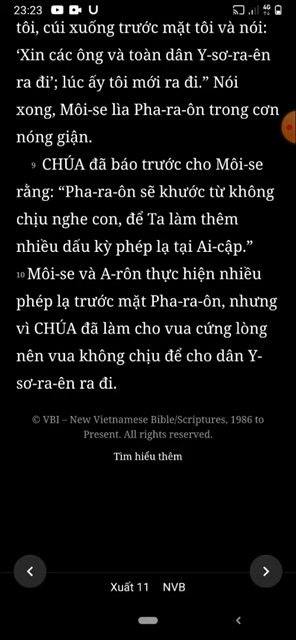 23:23
4G
tôi, cúi xuống trước mặt tôi và nói:
‘Xin các ông và toàn dân Y-sơ-ra-ên
ra đi’; lúc ấy tôi mới ra đi.” Nói
xong, Môi-se lìa Pha-ra-ôn trong cơn
nóng giận.
9 CHÚA đã báo trước cho Môi-se
rằng: “Pha-ra-ôn sẽ khước từ không
chịu nghe con, để Ta làm thêm
nhiều dấu kỳ phép lạ tại Ai-cập.”
10 Môi-se và A-rôn thực hiện nhiều
phép lạ trước mặt Pha-ra-ôn, nhưng
vì CHÚA đã làm cho vua cứng lòng
nên vua không chịu để cho dân Y-
sơ-ra-ên ra đi.
© VBI – New Vietnamese Bible/Scriptures, 1986 to
Present. All rights reserved.
Tìm hiểu thêm
Xuất 11 NVB